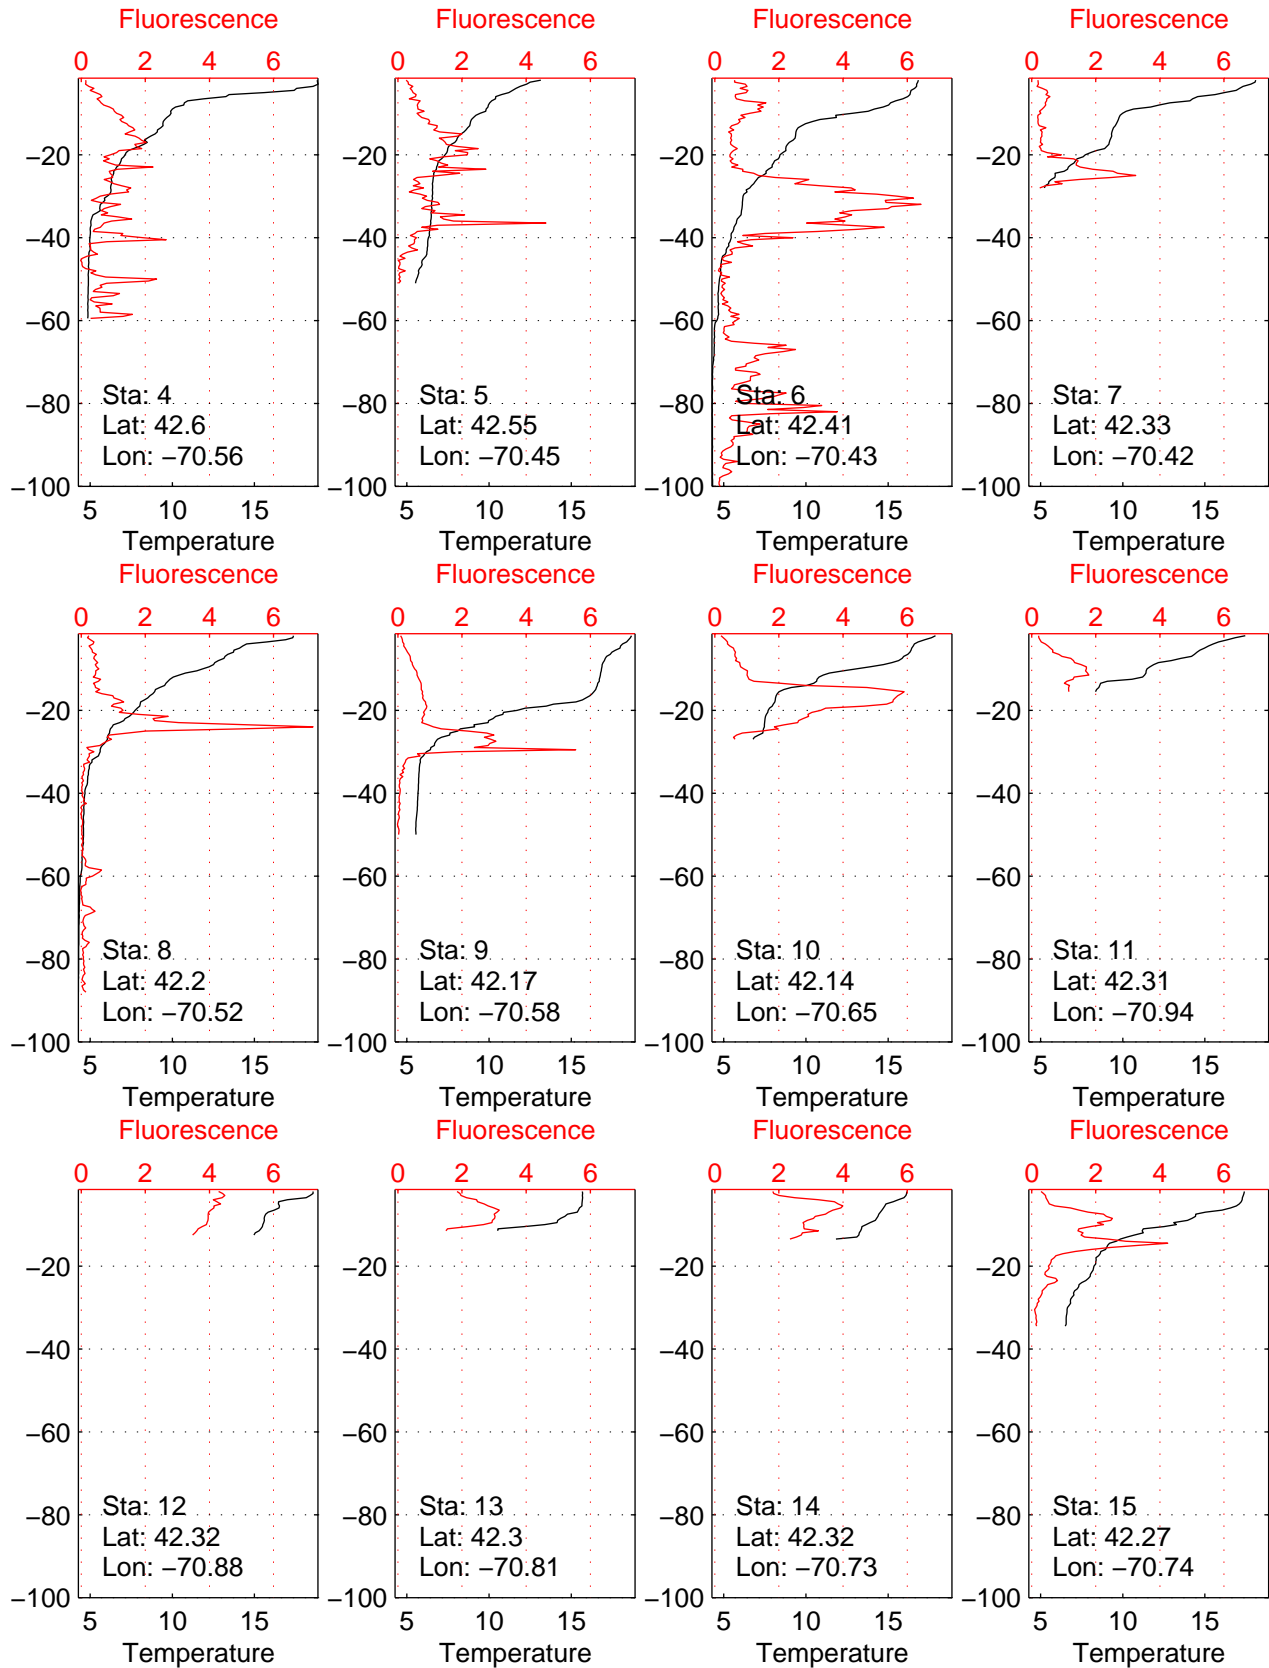 Fluorescence Fluorescence Fluorescence Fluorescence
0 2 4 6 0 2 4 6 0 2 4 6 0 2 4 6
−20 −20 −20 −20
−40 −40 −40 −40
−60 −60 −60 −60
Sta: 4 Sta: 5 Sta: 6 Sta: 7
−80 −80 −80 −80
Lat: 42.6 Lat: 42.55 Lat: 42.41 Lat: 42.33
Lon: −70.56 Lon: −70.45 Lon: −70.43 Lon: −70.42
−100 −100 −100 −100
5 10 15 5 10 15 5 10 15 5 10 15
Temperature Temperature Temperature Temperature
Fluorescence Fluorescence Fluorescence Fluorescence
0 2 4 6 0 2 4 6 0 2 4 6 0 2 4 6
−20 −20 −20 −20
−40 −40 −40 −40
−60 −60 −60 −60
Sta: 8 Sta: 9 Sta: 10 Sta: 11
−80 −80 −80 −80
Lat: 42.2 Lat: 42.17 Lat: 42.14 Lat: 42.31
Lon: −70.52 Lon: −70.58 Lon: −70.65 Lon: −70.94
−100 −100 −100 −100
5 10 15 5 10 15 5 10 15 5 10 15
Temperature Temperature Temperature Temperature
Fluorescence Fluorescence Fluorescence Fluorescence
0 2 4 6 0 2 4 6 0 2 4 6 0 2 4 6
−20 −20 −20 −20
−40 −40 −40 −40
−60 −60 −60 −60
Sta: 12 Sta: 13 Sta: 14 Sta: 15
−80 −80 −80 −80
Lat: 42.32 Lat: 42.3 Lat: 42.32 Lat: 42.27
Lon: −70.88 Lon: −70.81 Lon: −70.73 Lon: −70.74
−100 −100 −100 −100
5 10 15 5 10 15 5 10 15 5 10 15
Temperature Temperature Temperature Temperature